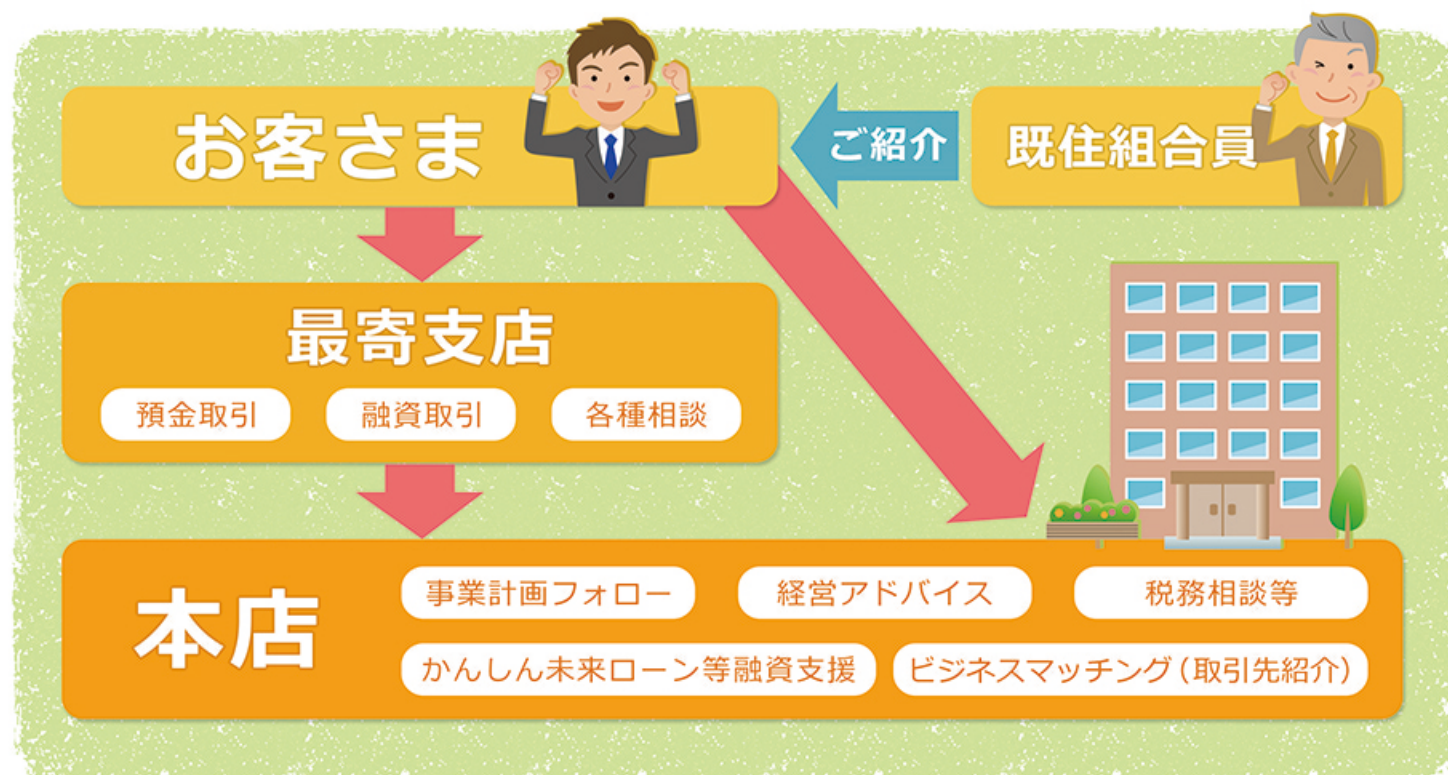 お客さま
ご紹介
既住組合員
最寄支店
預金取引
融資取引
各種相談
本店
事業計画フォロー
経営アドバイス
税務相談等
かんしん未来ローン等融資支援
ビジネスマッチング(取引先紹介)